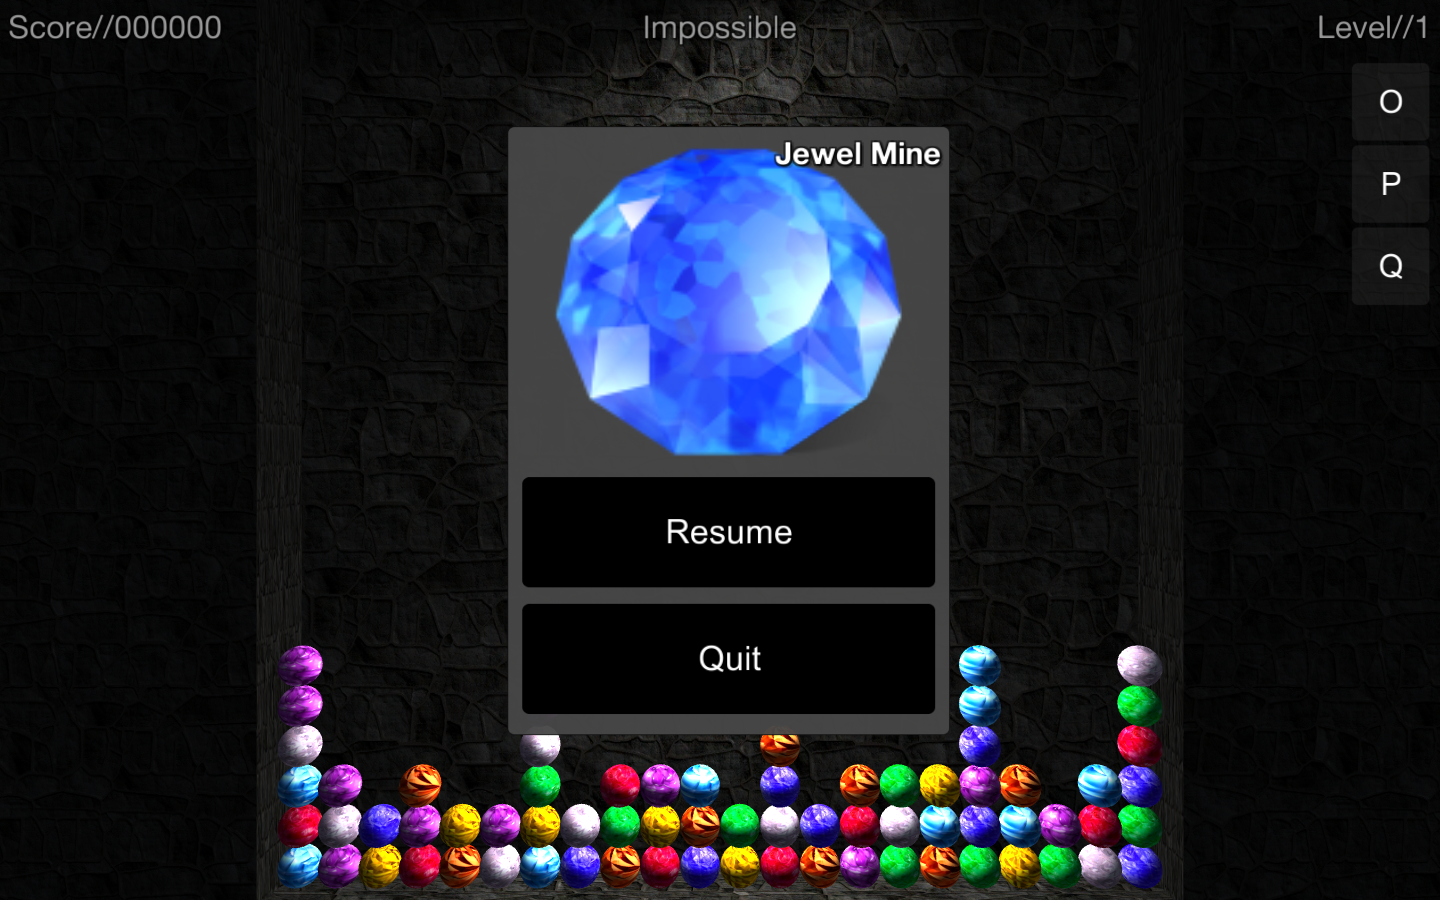 Score//000000
Impossible
Level//1
O
P
Q
Jewel Mine
Resume
Quit